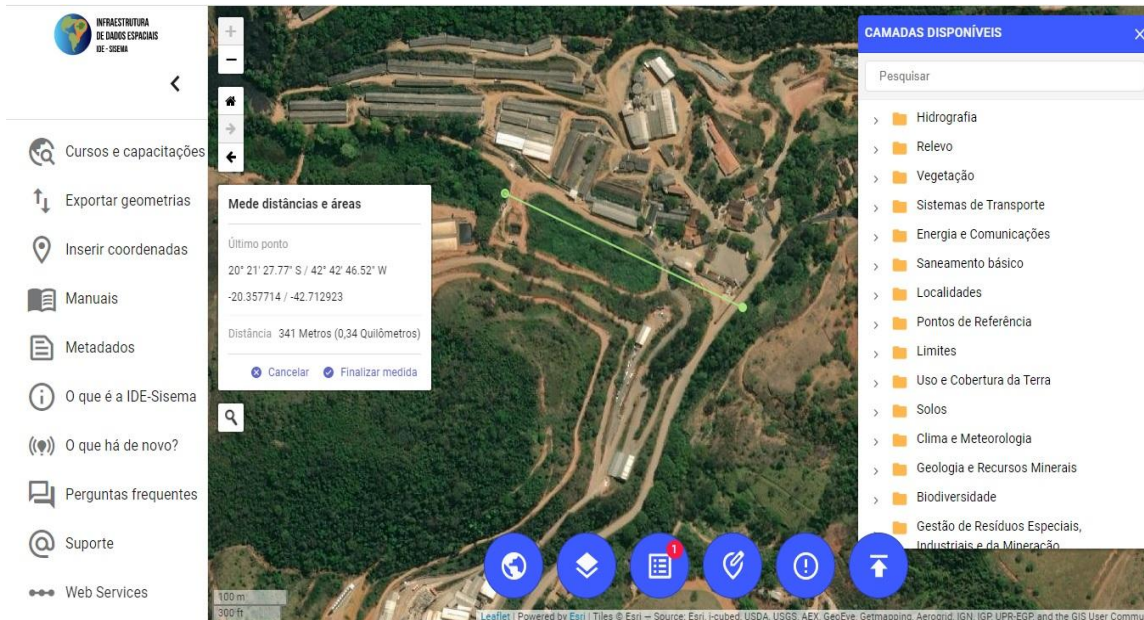 INFRAESTRUTURA
DE DADOS ESPACIAIS
IDE - SISEMA
Cursos e capacitações
Exportar geometrias
Inserir coordenadas
Manuais
Metadados
O que é a IDE-Sisema
O que há de novo?
Perguntas frequentes
Suporte
Web Services
+
−
Mede distâncias e áreas
Último ponto
20° 21' 27.77" S / 42° 42' 46.52" W
-20.357714 / -42.712923
Distância 341 Metros (0,34 Quilômetros)
Cancelar Finalizar medida
100 m
300 ft
1
CAMADAS DISPONÍVEIS
Pesquisar
Hidrografia
Relevo
Vegetação
Sistemas de Transporte
Energia e Comunicações
Saneamento básico
Localidades
Pontos de Referência
Limites
Uso e Cobertura da Terra
Solos
Clima e Meteorologia
Geologia e Recursos Minerais
Biodiversidade
Gestão de Resíduos Especiais,
Industriais e da Mineração
Leaflet | Powered by Esri | Tiles © Esri — Source: Esri, i-cubed, USDA, USGS, AEX, GeoEye, Getmapping, Aerogrid, IGN, IGP, UPR-EGP, and the GIS User Commu